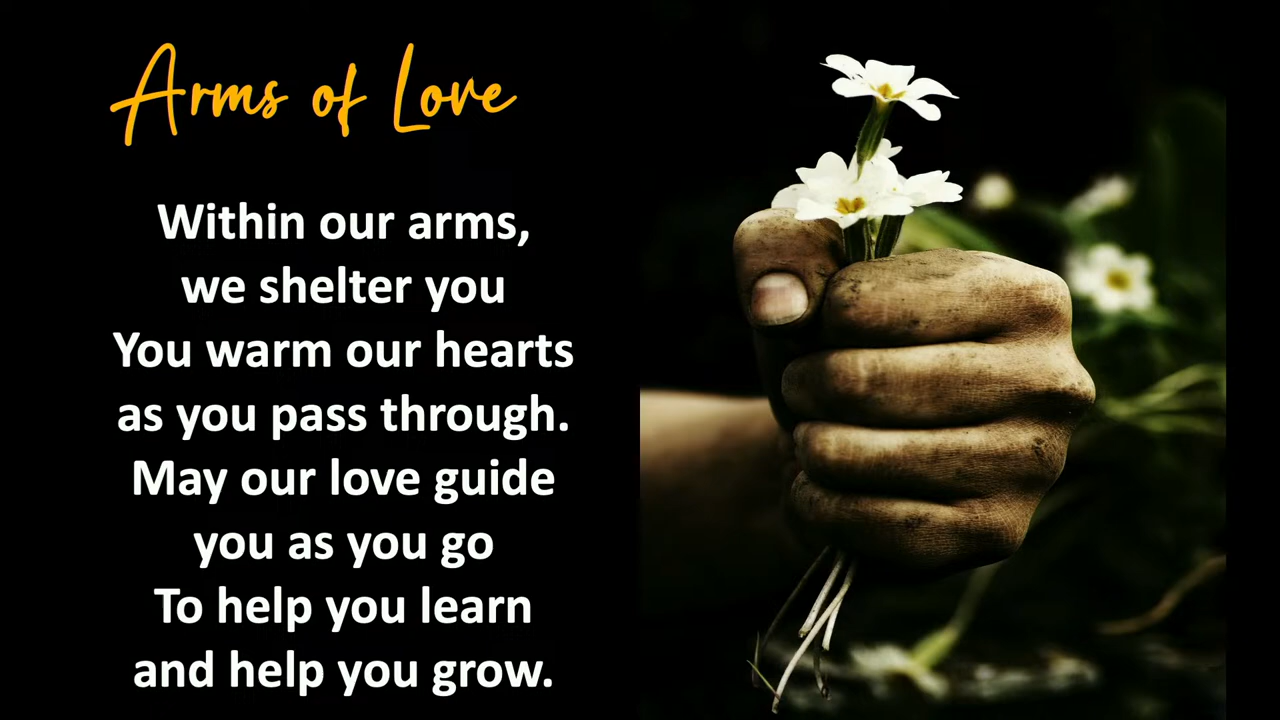 Arms of Love
Within our arms,
we shelter you
You warm our hearts
as you pass through.
May our love guide
you as you go
To help you learn
and help you grow.